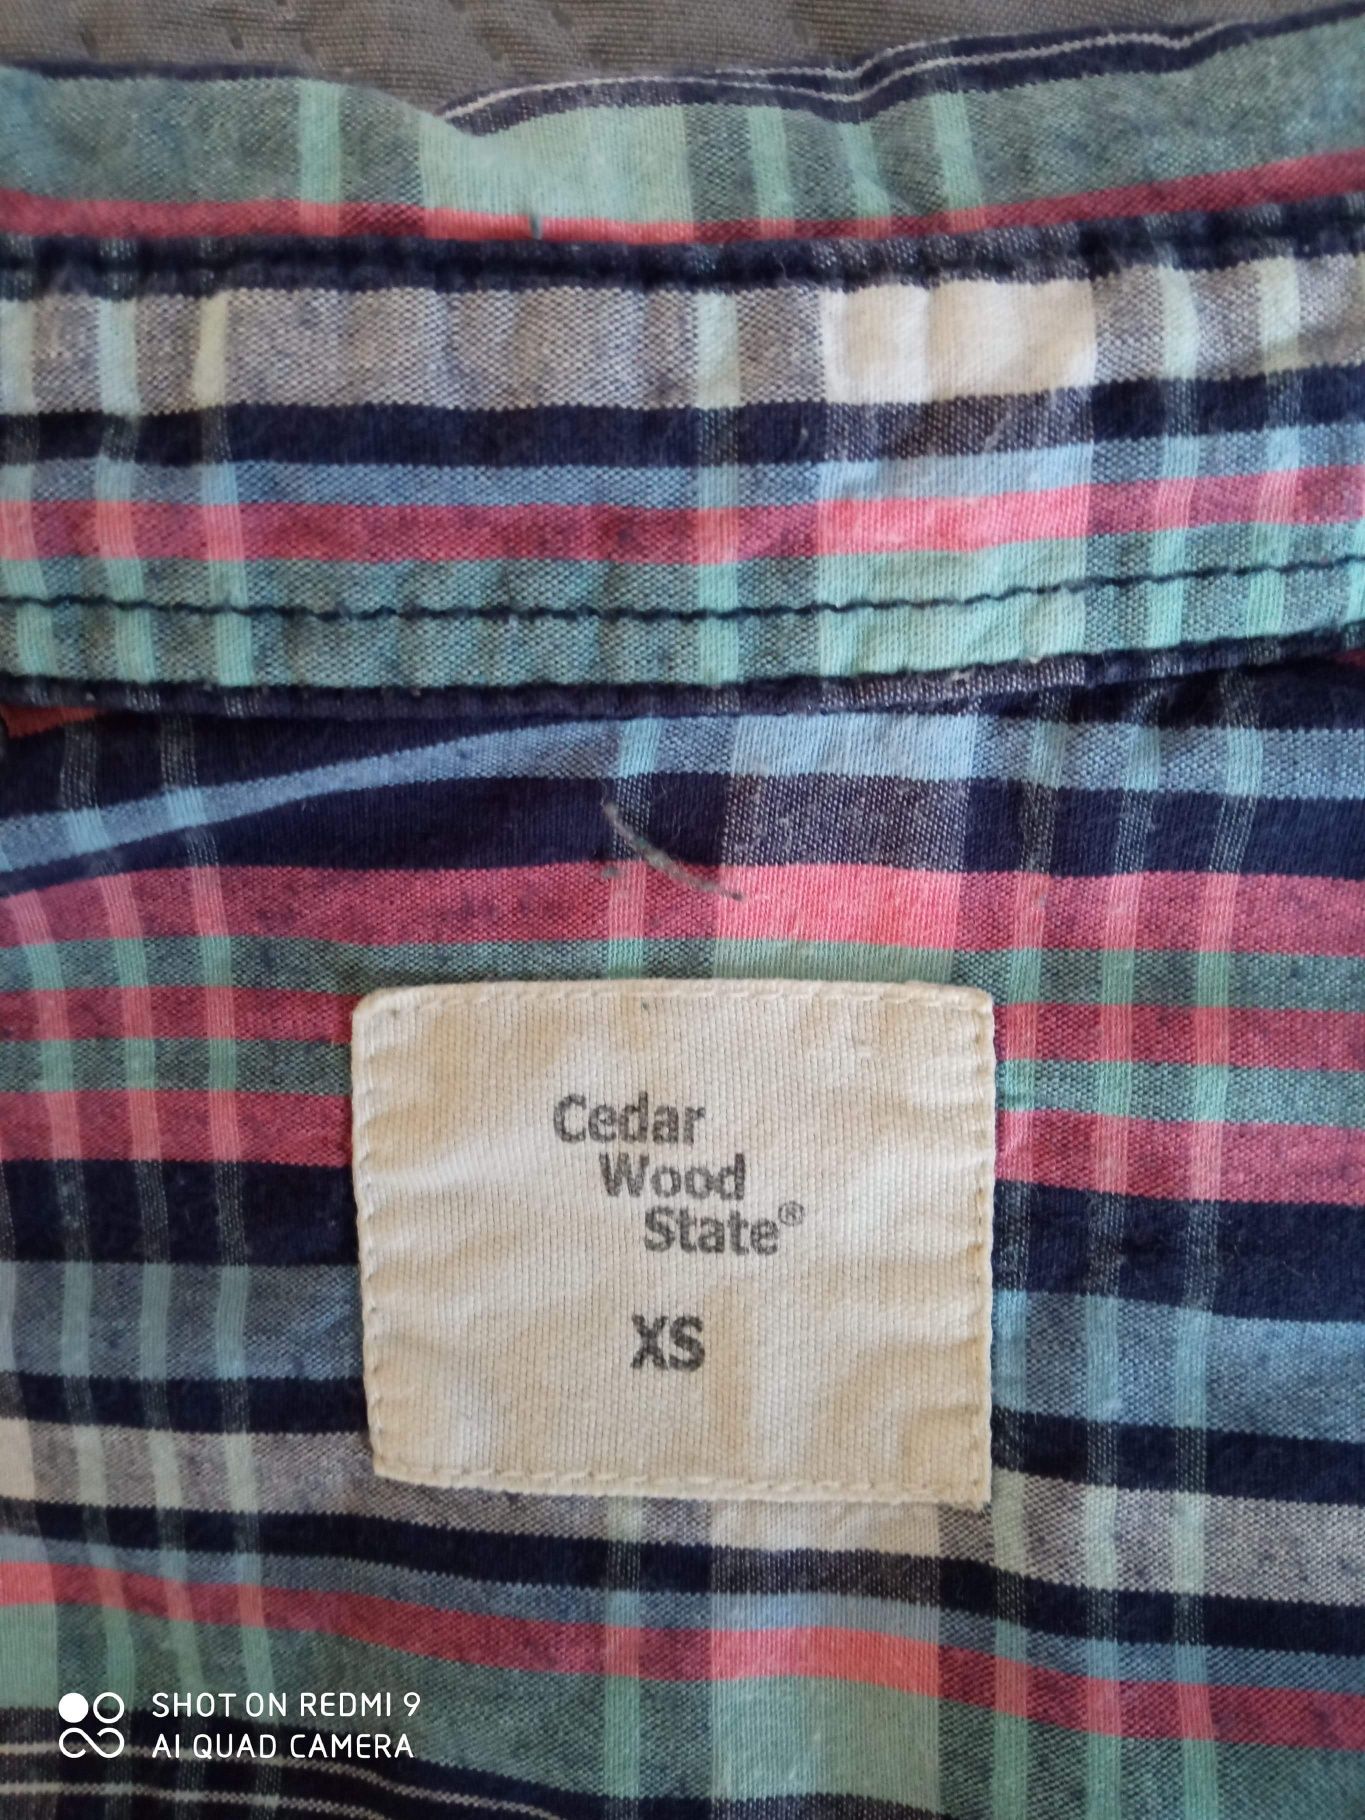 Cedar
Wood
State®
XS
SHOT ON REDMI 9
AI QUAD CAMERA